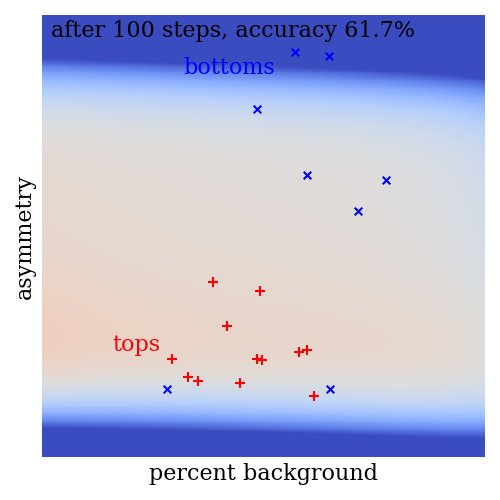 after 100 steps, accuracy 61.7%
bottoms
asymmetry
tops
percent background